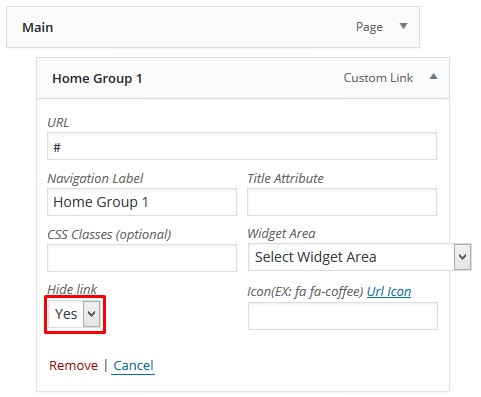 Main Page
Home Group 1 Custom Link
URL
#
Navigation Label Title Attribute
Home Group 1
CSS Classes (optional) Widget Area
Select Widget Area
Hide link Icon(EX: fa fa-coffee) Url Icon
Yes
Remove | Cancel